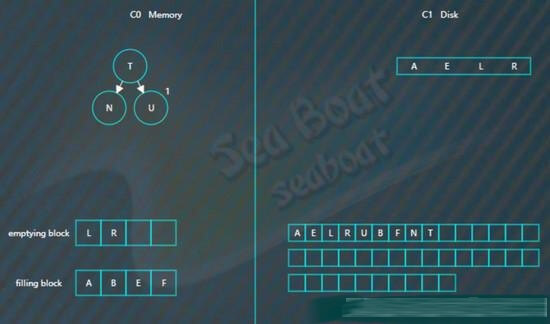 C0 Memory
C1 Disk
T
A E L R
1
N U
Sea Boat
seaboat
emptying block L R
A E L R U B F N T
filling block A B E F